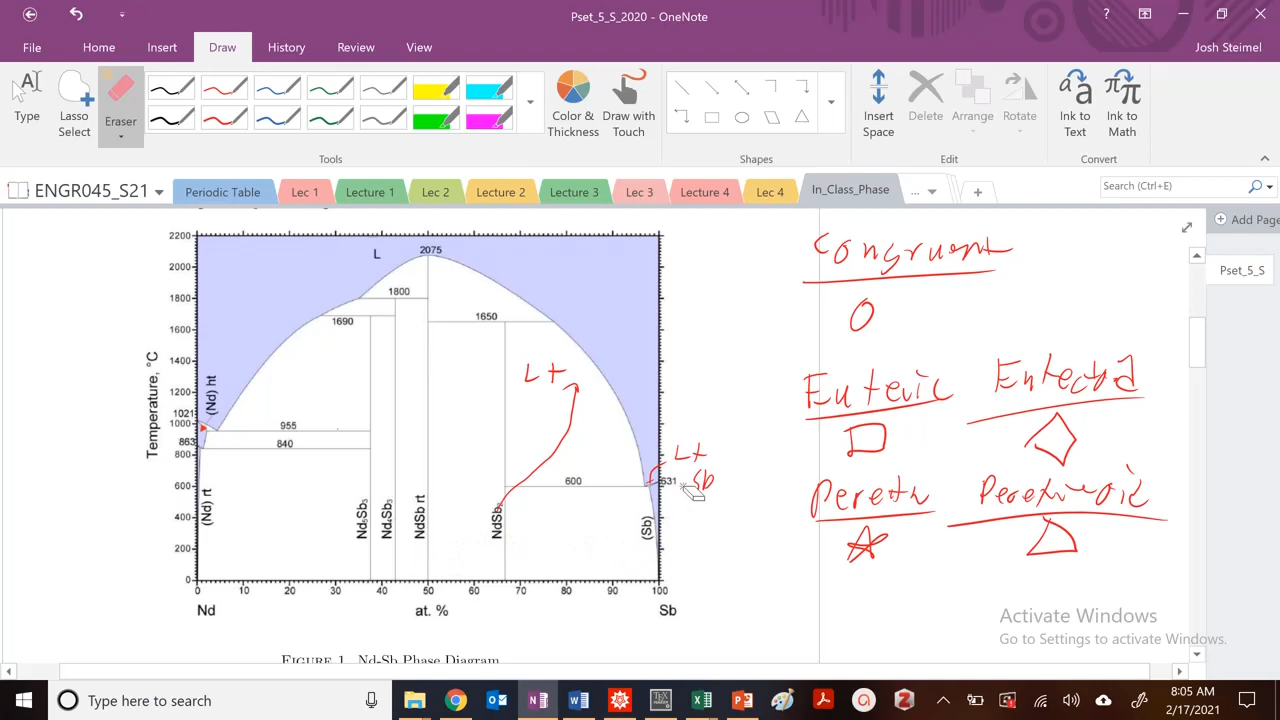 Pset_5_S_2020 - OneNote
File Home Insert Draw History Review View Josh Steimel
Type Lasso Select Eraser Color & Thickness Draw with Touch Insert Space Delete Arrange Rotate Ink to Text Ink to Math
Tools Shapes Edit Convert
ENGR045_S21 Periodic Table Lec 1 Lecture 1 Lec 2 Lecture 2 Lecture 3 Lec 3 Lecture 4 Lec 4 In_Class_Phase ... Search (Ctrl+E)
Add Page
Pset_5_S
2200
2000
1800
1600
1400
1200
1000
800
600
400
200
0
1021
863
Temperature, °C
L
2075
1800
1690
1650
955
840
600
631
(Nd) ht
(Nd) rt
Nd₅Sb₃
Nd₄Sb₃
NdSb rt
NdSb₂
(Sb)
L+
L+
Sb
0 10 20 30 40 50 60 70 80 90 100
Nd at. % Sb
FIGURE 1. Nd-Sb Phase Diagram
Congruent
Activate Windows
Go to Settings to activate Windows.
Type here to search
8:05 AM
2/17/2021